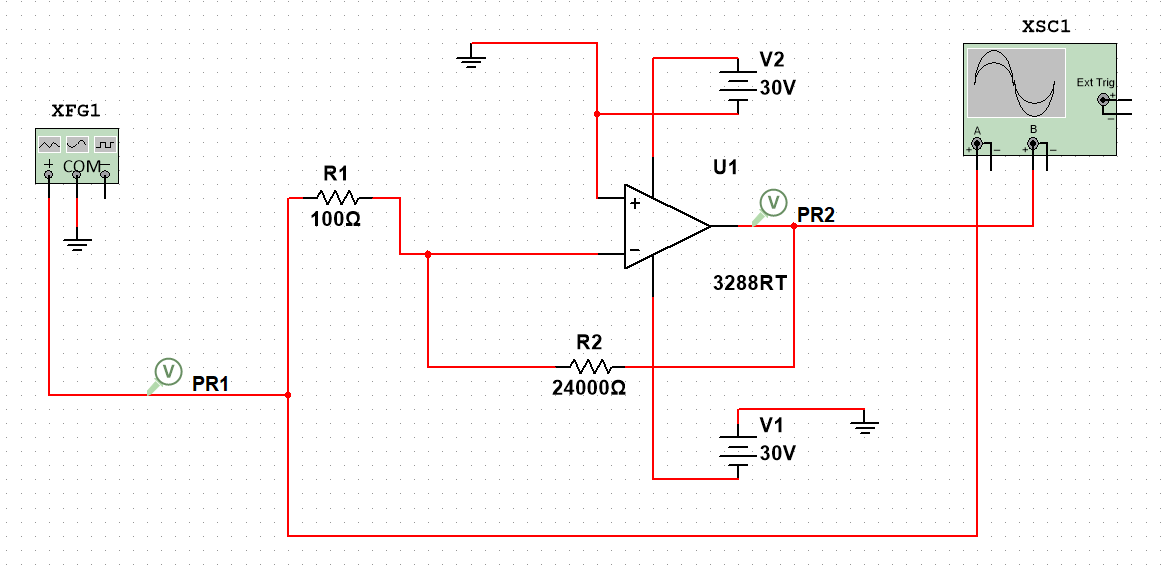 XSC1
V2
30V
Ext Trig
+
−
XFG1
A
B
+
−
+
−
U1
+
COM
−
R1
100Ω
+
V
PR2
−
3288RT
R2
24000Ω
V
PR1
V1
30V